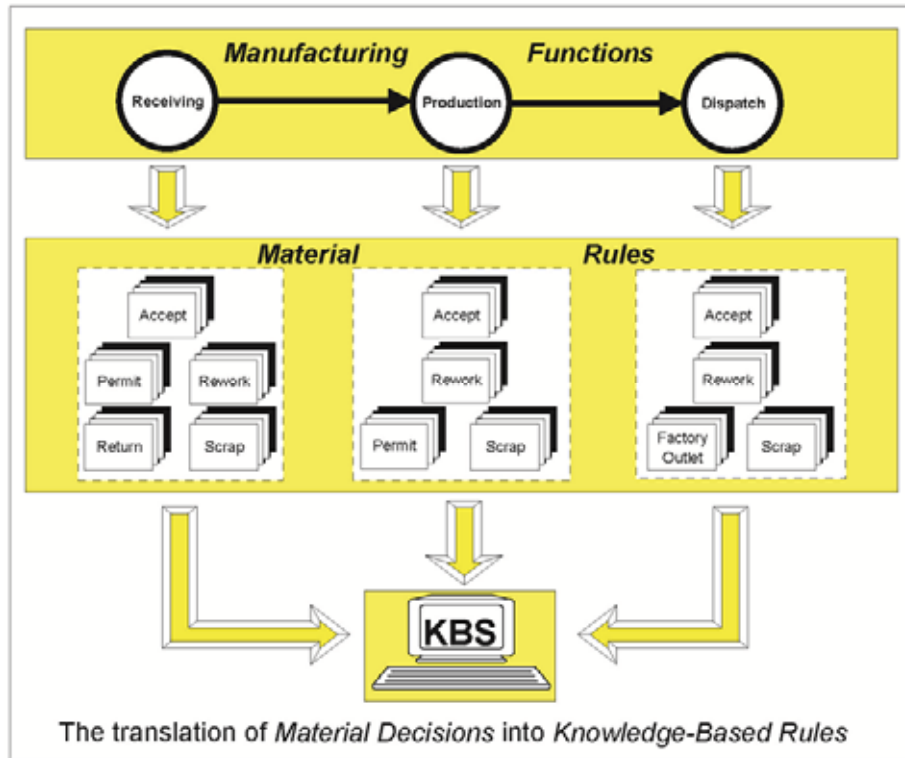 Manufacturing Functions
Receiving Production Dispatch
Material Rules
Accept Accept Accept
Permit Rework Rework Rework
Return Scrap Permit Scrap Factory Outlet Scrap
KBS
The translation of Material Decisions into Knowledge-Based Rules